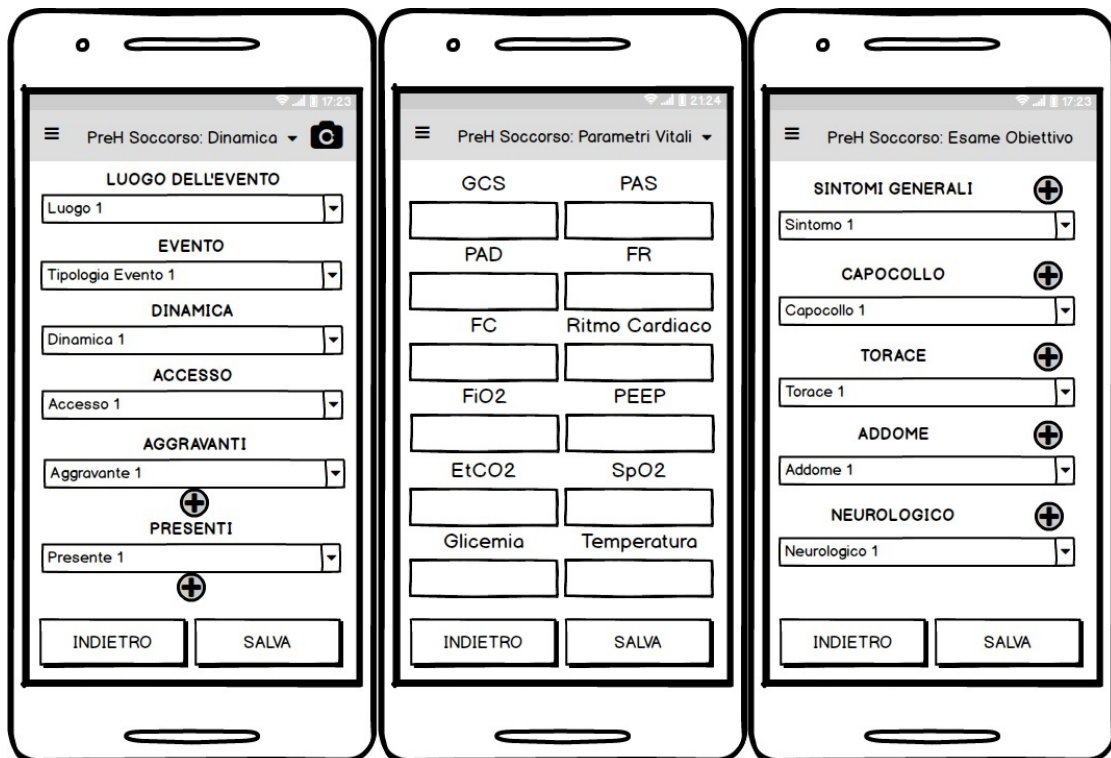 17:23
PreH Soccorso: Dinamica
LUOGO DELL'EVENTO
Luogo 1
EVENTO
Tipologia Evento 1
DINAMICA
Dinamica 1
ACCESSO
Accesso 1
AGGRAVANTI
Aggravante 1
PRESENTI
Presente 1
INDIETRO SALVA
21:24
PreH Soccorso: Parametri Vitali
GCS PAS
PAD FR
FC Ritmo Cardiaco
FiO2 PEEP
EtCO2 SpO2
Glicemia Temperatura
INDIETRO SALVA
17:23
PreH Soccorso: Esame Obiettivo
SINTOMI GENERALI
Sintomo 1
CAPOCOLLO
Capocollo 1
TORACE
Torace 1
ADDOME
Addome 1
NEUROLOGICO
Neurologico 1
INDIETRO SALVA